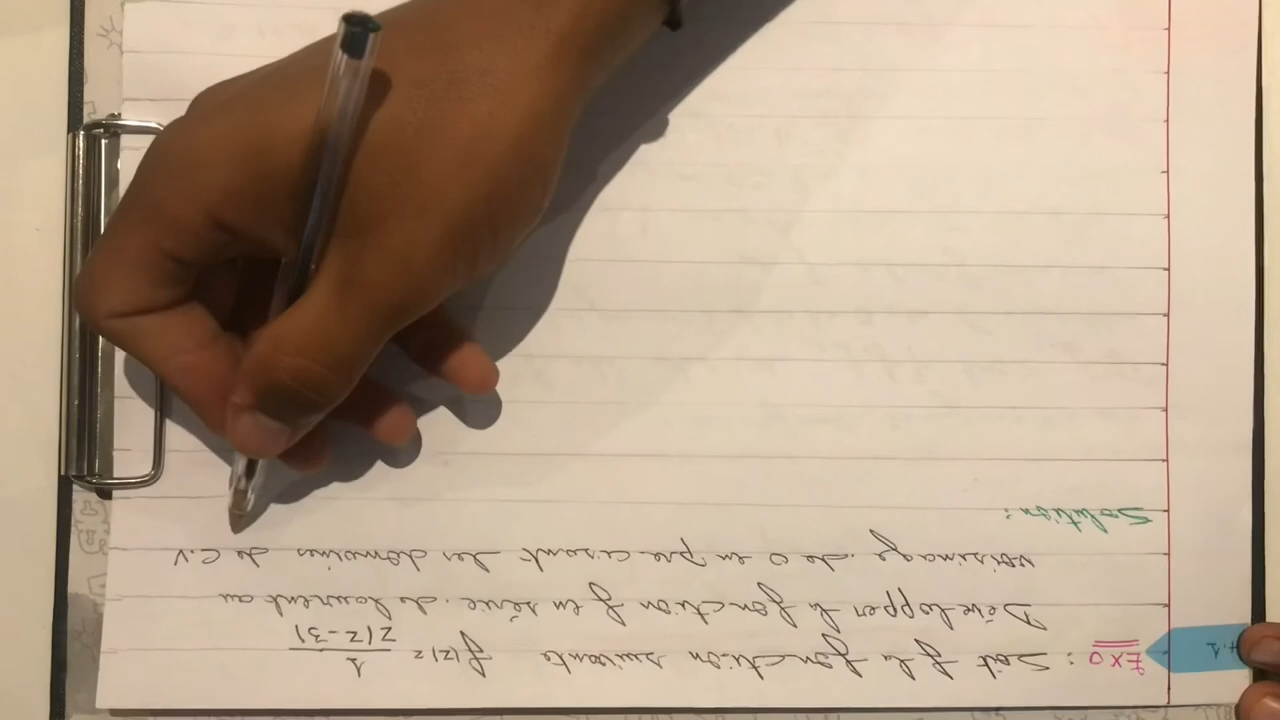 H.1
Exo : Soit f la fonction suivante f(z) = 1 / z(z-3)
Développer la fonction f en série de laurent au
voisinage de 0 en précisant les domaines de C.V
Solution :